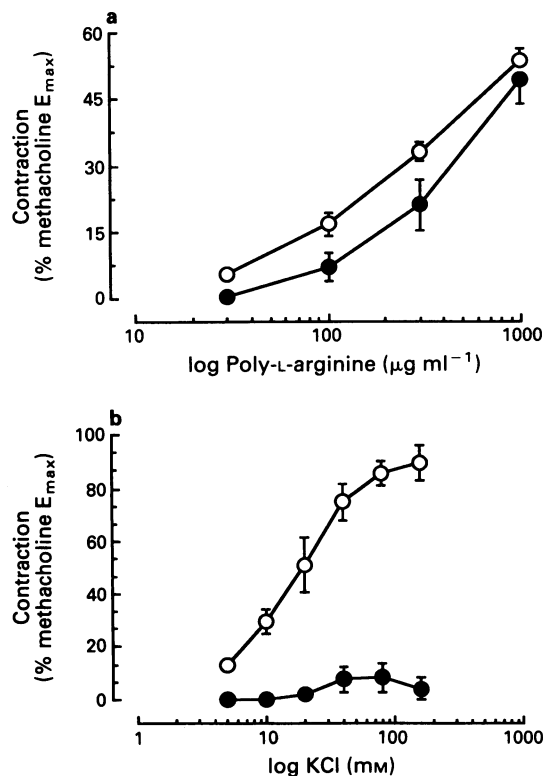 a
60
45
30
15
0
Contraction
(% methacholine Emax)
10
100
1000
log Poly-L-arginine (μg ml⁻¹)
b
100
80
60
40
20
0
Contraction
(% methacholine Emax)
1
10
100
1000
log KCl (mM)